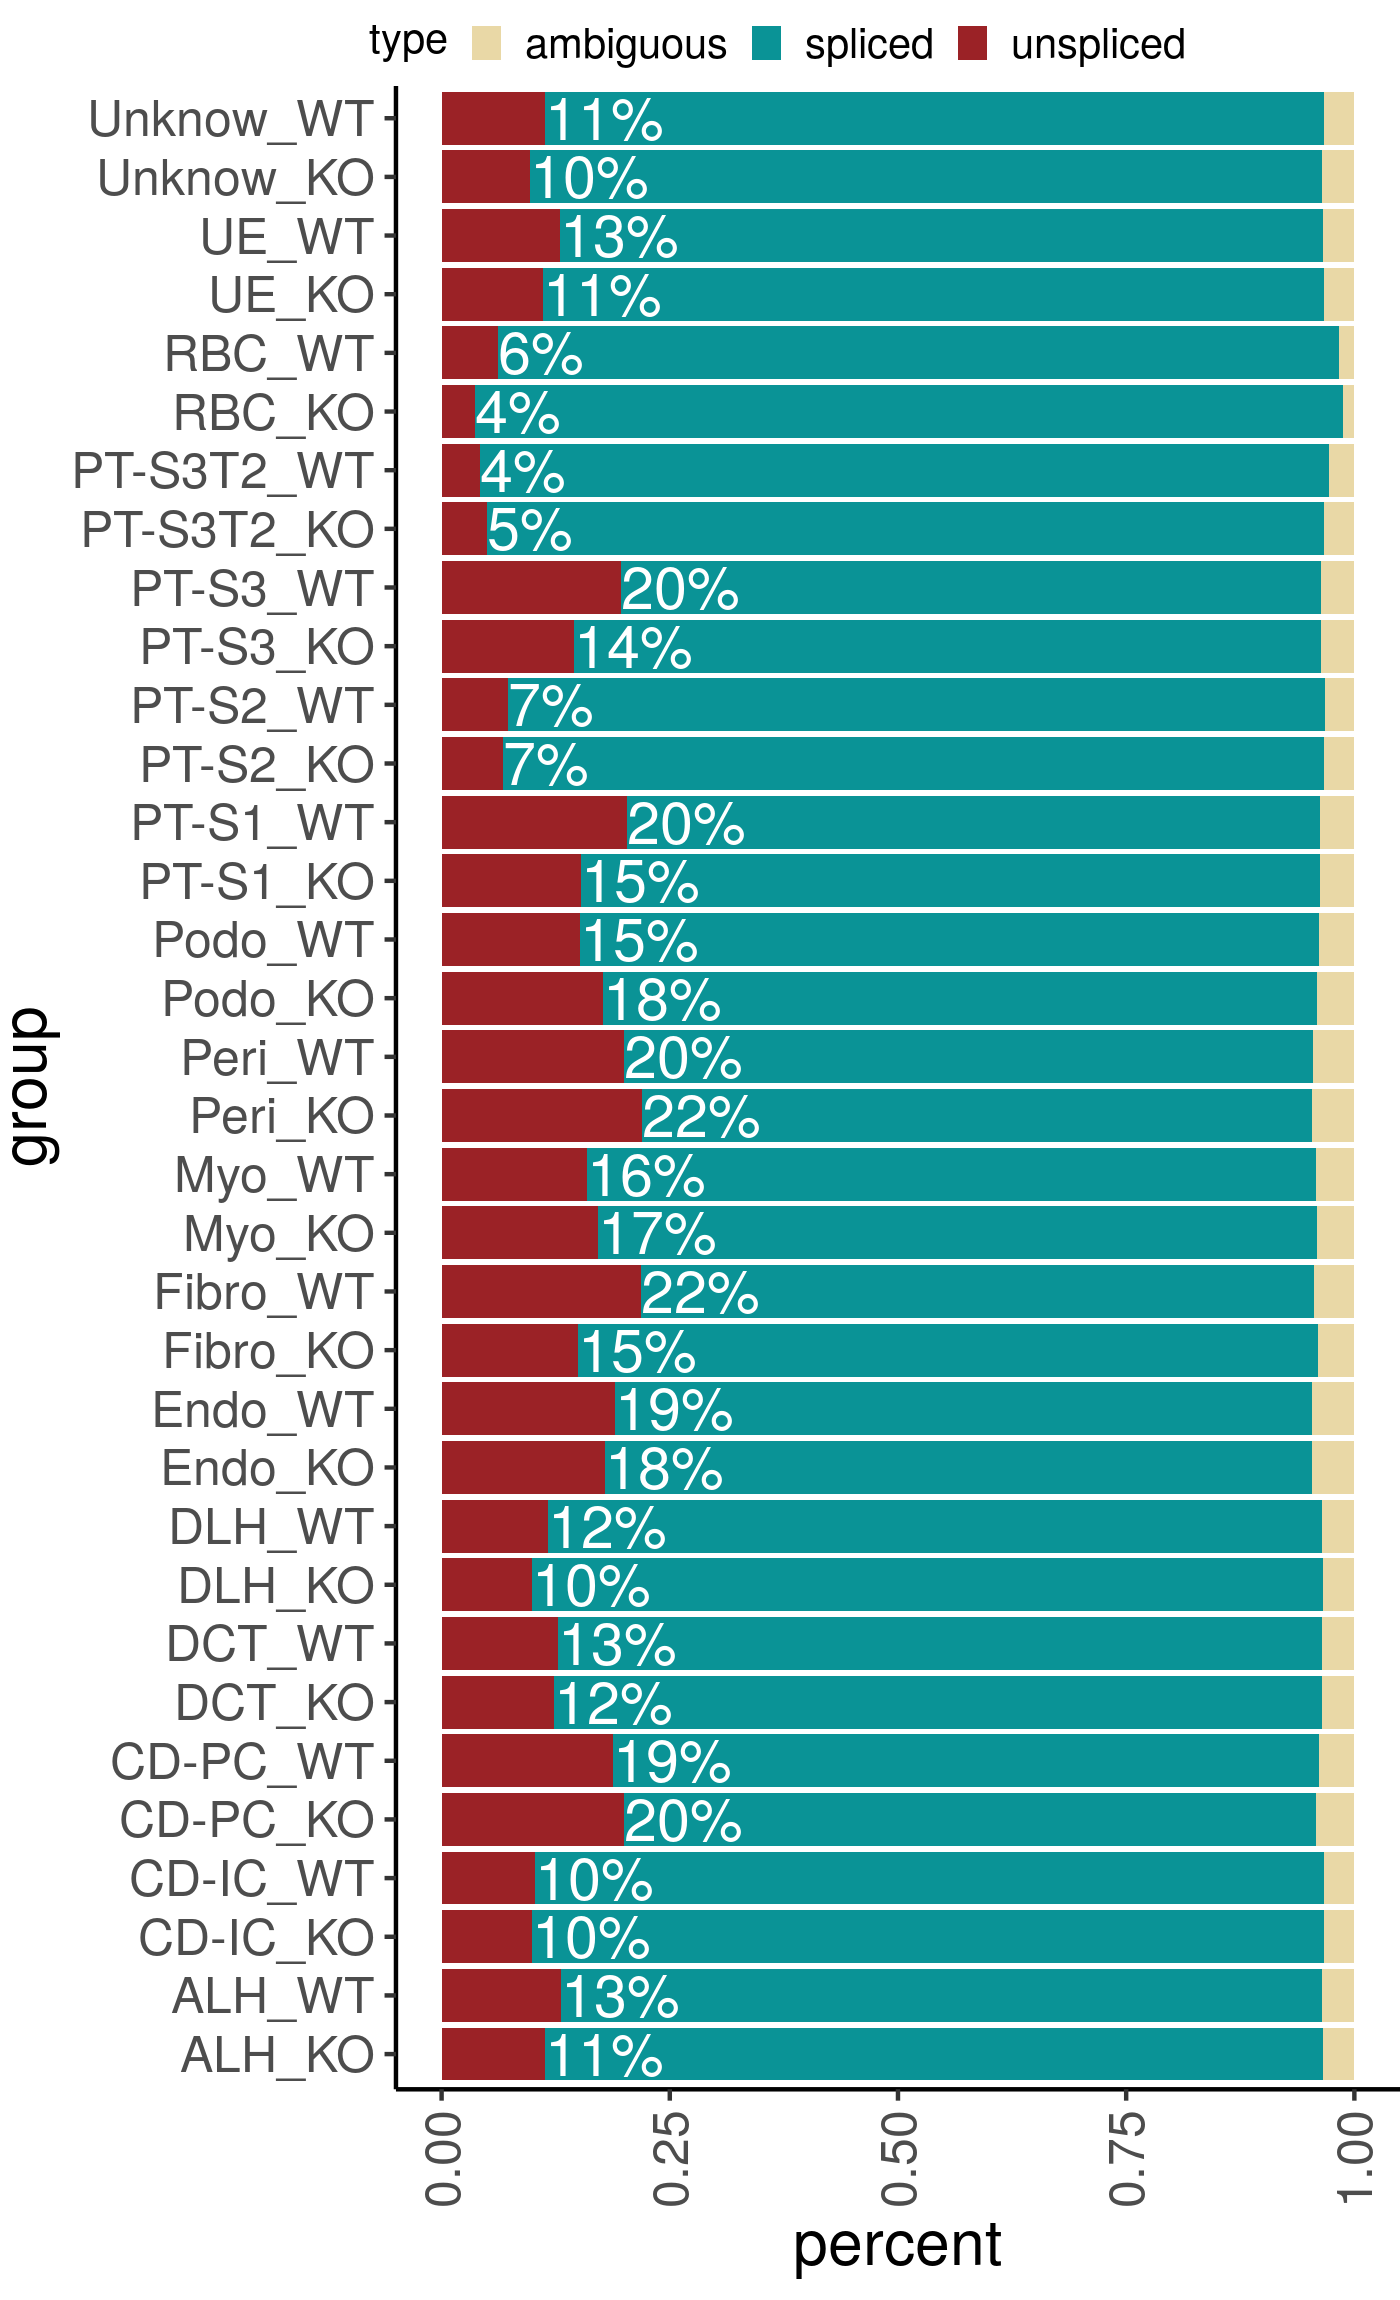 type ambiguous spliced unspliced
Unknow_WT 11%
Unknow_KO 10%
UE_WT 13%
UE_KO 11%
RBC_WT 6%
RBC_KO 4%
PT-S3T2_WT 4%
PT-S3T2_KO 5%
PT-S3_WT 20%
PT-S3_KO 14%
PT-S2_WT 7%
PT-S2_KO 7%
PT-S1_WT 20%
PT-S1_KO 15%
Podo_WT 15%
Podo_KO 18%
Peri_WT 20%
Peri_KO 22%
Myo_WT 16%
Myo_KO 17%
Fibro_WT 22%
Fibro_KO 15%
Endo_WT 19%
Endo_KO 18%
DLH_WT 12%
DLH_KO 10%
DCT_WT 13%
DCT_KO 12%
CD-PC_WT 19%
CD-PC_KO 20%
CD-IC_WT 10%
CD-IC_KO 10%
ALH_WT 13%
ALH_KO 11%
group
0.00 0.25 0.50 0.75 1.00
percent